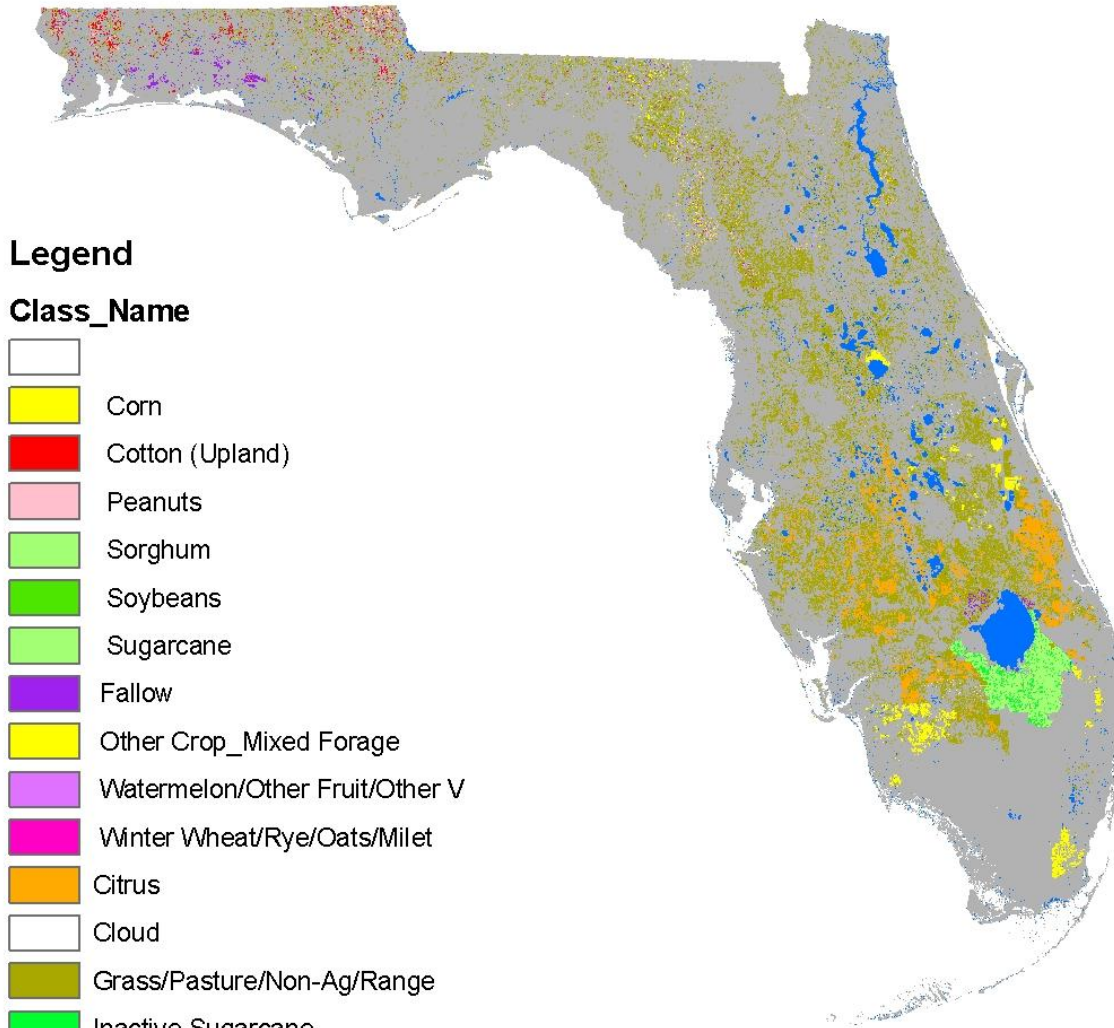 Legend
Class_Name
Corn
Cotton (Upland)
Peanuts
Sorghum
Soybeans
Sugarcane
Fallow
Other Crop_Mixed Forage
Watermelon/Other Fruit/Other V
Winter Wheat/Rye/Oats/Milet
Citrus
Cloud
Grass/Pasture/Non-Ag/Range
Inactive Sugarcane